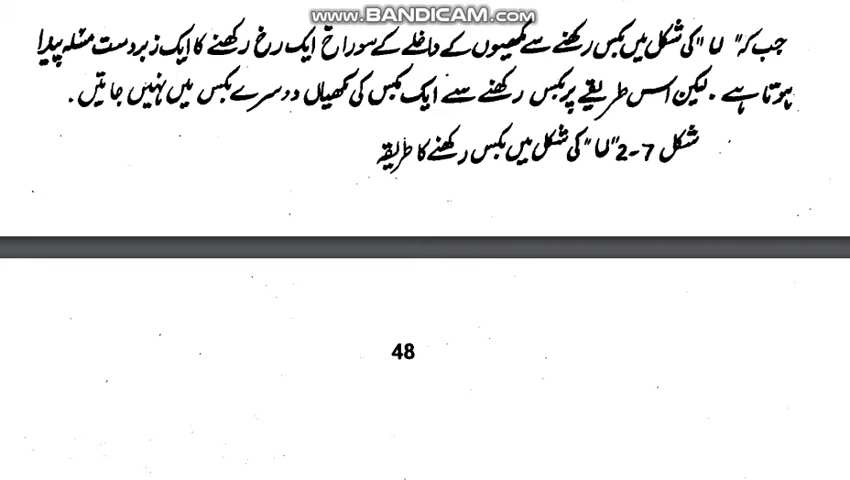 www.BANDICAM.com
جب کہ "U" کی شکل میں بکس رکھنے سے مکھیوں کے داخلے کے سوراخ ایک رخ رکھنے کا ایک زبردست مسئلہ پیدا
ہوتا ہے . لیکن اس طریقے پر بکس رکھنے سے ایک بکس کی مکھیاں دوسرے بکس میں نہیں جاتیں .
شکل 7-2 "U" کی شکل میں بکس رکھنے کا طریقہ
48